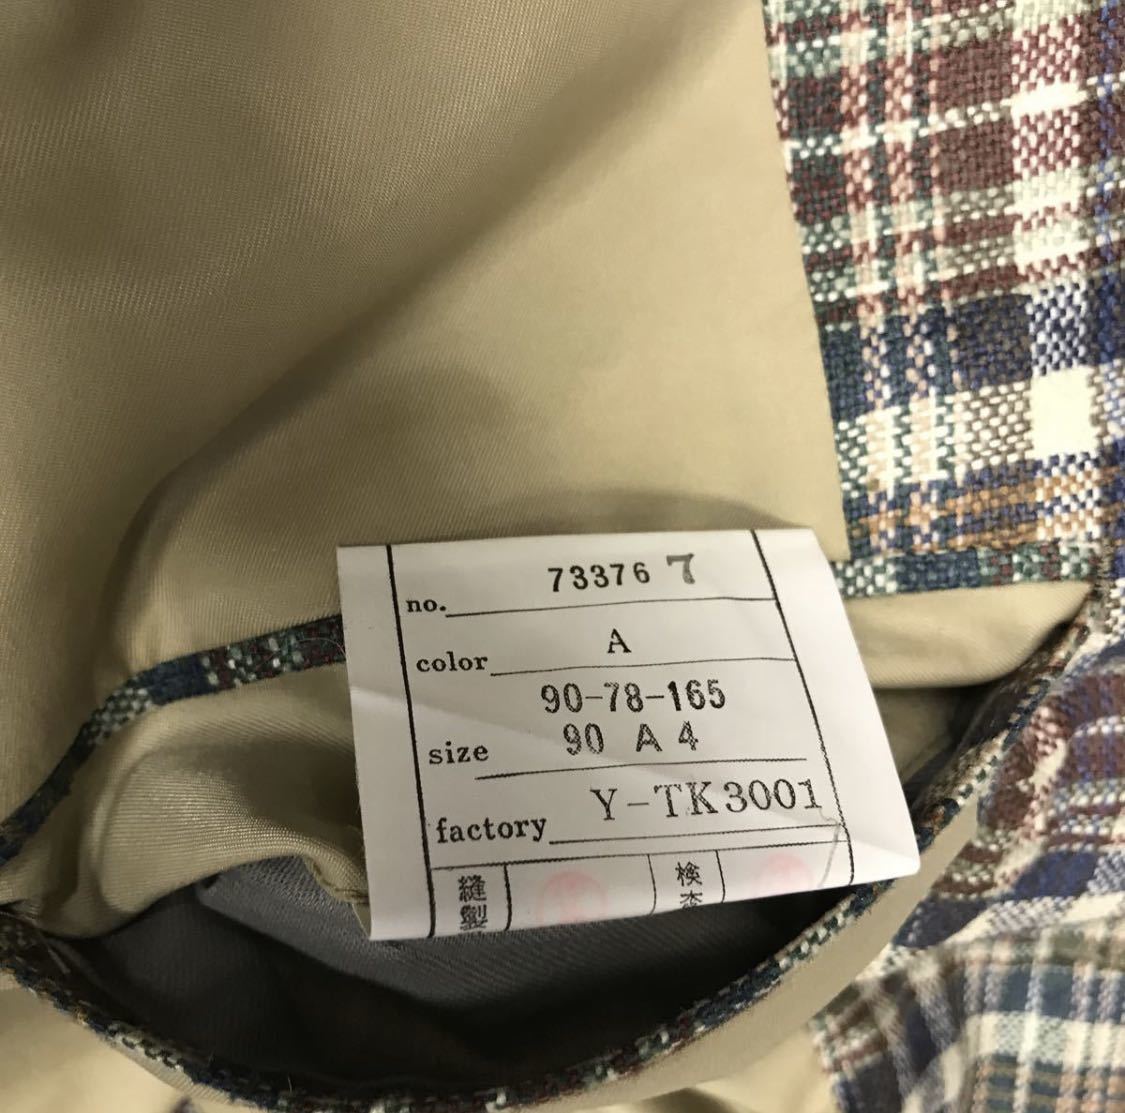 no. 73376 7
color A
90-78-165
size 90 A 4
factory Y-TK3001
縫製 検査